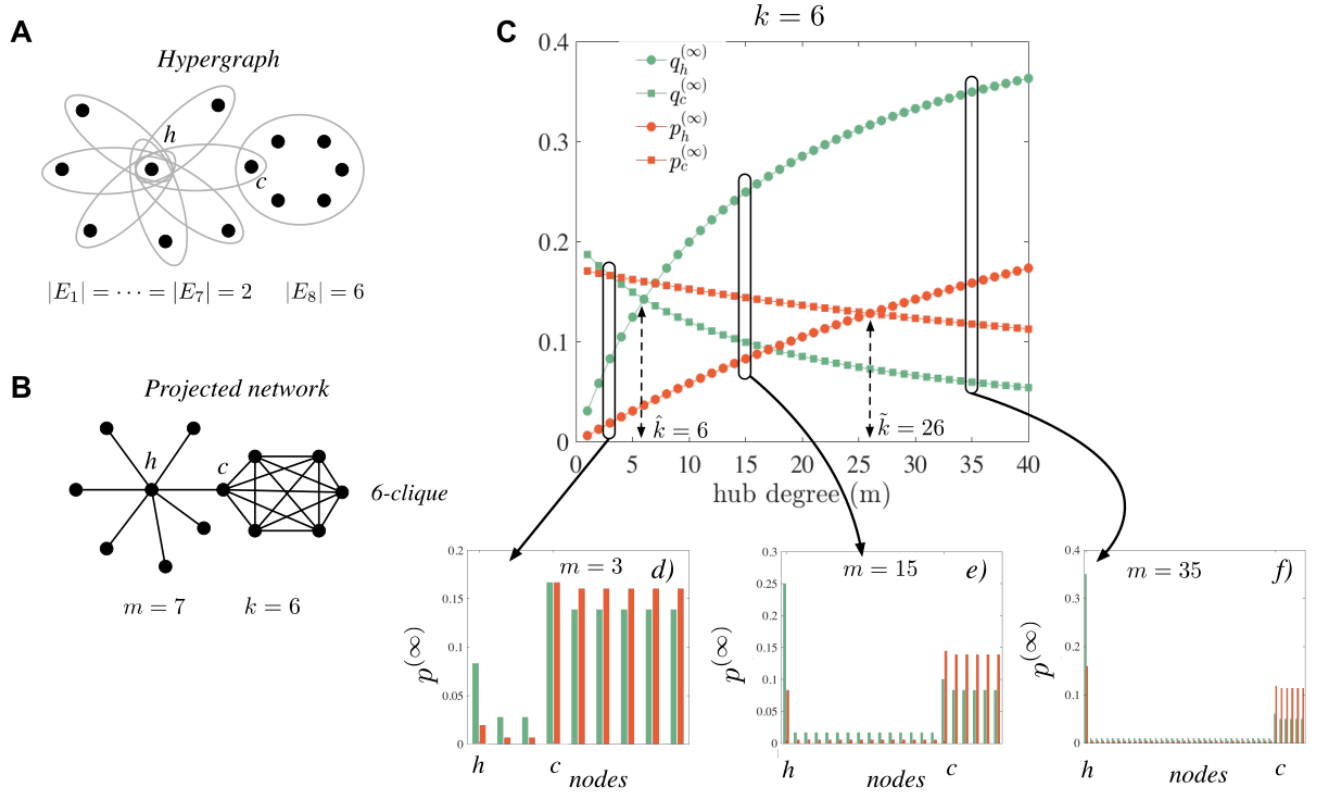 A
Hypergraph
h
c
|E₁| = ⋯ = |E₇| = 2
|E₈| = 6
B
Projected network
h
c
6-clique
m = 7
k = 6
C
k = 6
0.4
0.3
0.2
0.1
0
q_h^(∞)
q_c^(∞)
p_h^(∞)
p_c^(∞)
k̂ = 6
k̃ = 26
0 5 10 15 20 25 30 35 40
hub degree (m)
m = 3
d)
0.2
0.15
0.1
0.05
0
p^(∞)
h
c
nodes
m = 15
e)
0.3
0.25
0.2
0.15
0.1
0.05
0
p^(∞)
h
nodes
c
m = 35
f)
0.4
0.3
0.2
0.1
0
p^(∞)
h
nodes
c